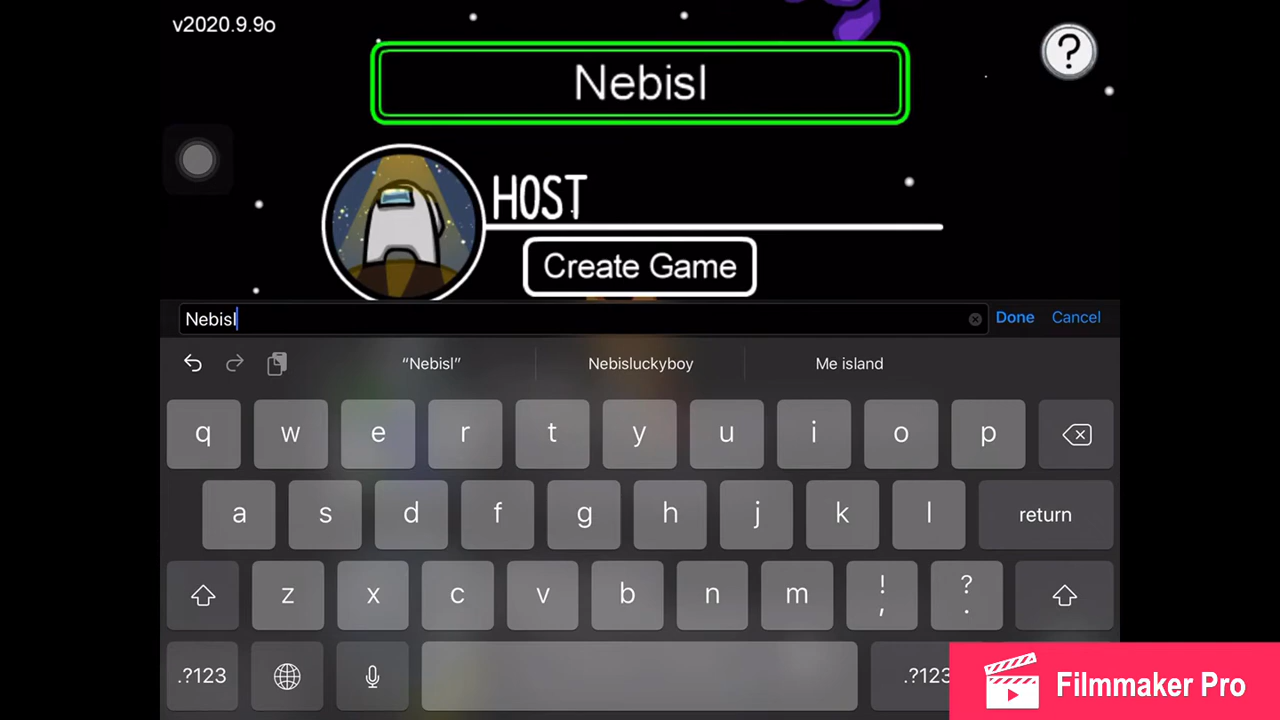 v2020.9.9o
?
Nebisl
HOST
Create Game
Nebisl Done Cancel
“Nebisl” Nebisluckyboy Me island
q w e r t y u i o p
a s d f g h j k l return
z x c v b n m ! , ? .
.?123 .?123
Filmmaker Pro